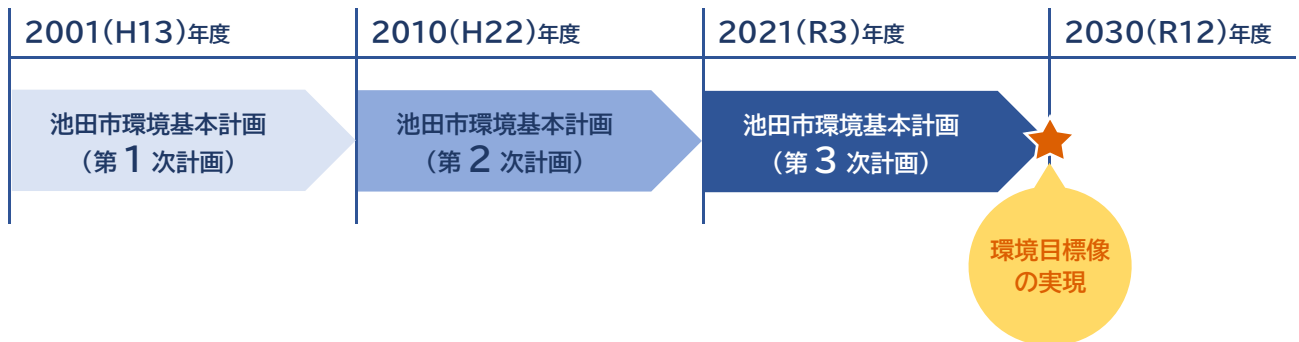 2001(H13)年度
2010(H22)年度
2021(R3)年度
2030(R12)年度
池田市環境基本計画
（第 1 次計画）
池田市環境基本計画
（第 2 次計画）
池田市環境基本計画
（第 3 次計画）
環境目標像
の実現